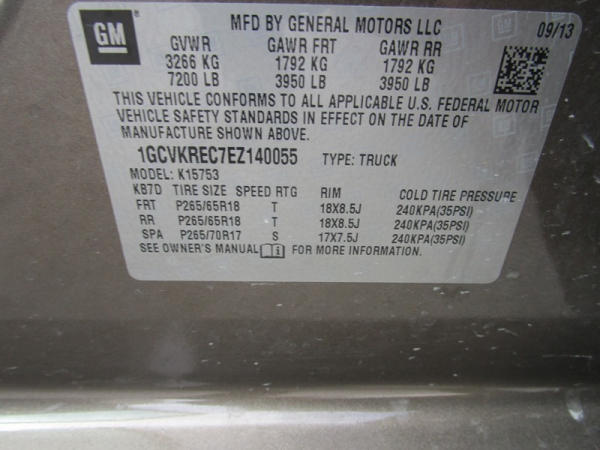 GM
MFD BY GENERAL MOTORS LLC 09/13
GVWR GAWR FRT GAWR RR
3266 KG 1792 KG 1792 KG
7200 LB 3950 LB 3950 LB
THIS VEHICLE CONFORMS TO ALL APPLICABLE U.S. FEDERAL MOTOR
VEHICLE SAFETY STANDARDS IN EFFECT ON THE DATE OF
MANUFACTURE SHOWN ABOVE.
1GCVKREC7EZ140055 TYPE: TRUCK
MODEL: K15753
KB7D TIRE SIZE SPEED RTG RIM COLD TIRE PRESSURE
FRT P265/65R18 T 18X8.5J 240KPA(35PSI)
RR P265/65R18 T 18X8.5J 240KPA(35PSI)
SPA P265/70R17 S 17X7.5J 240KPA(35PSI)
SEE OWNER'S MANUAL i FOR MORE INFORMATION.